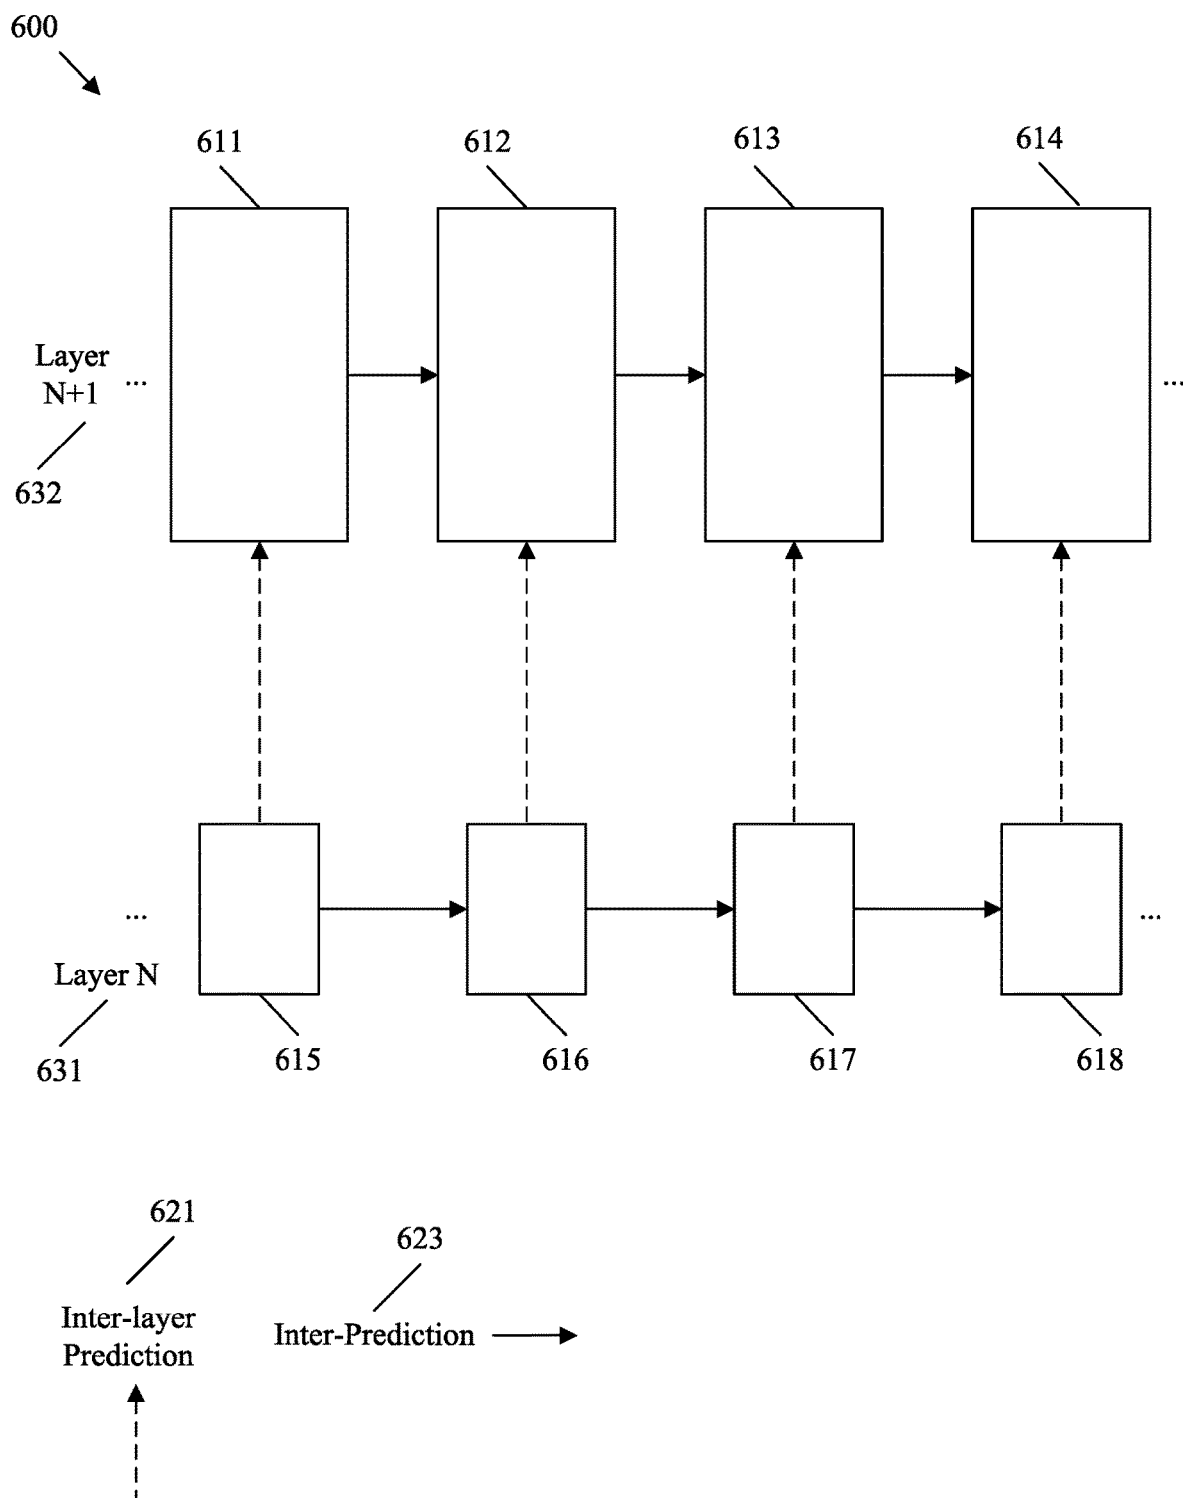 600
611
612
613
614
Layer
N+1
...
...
632
...
...
Layer N
631
615
616
617
618
621
623
Inter-layer
Prediction
Inter-Prediction